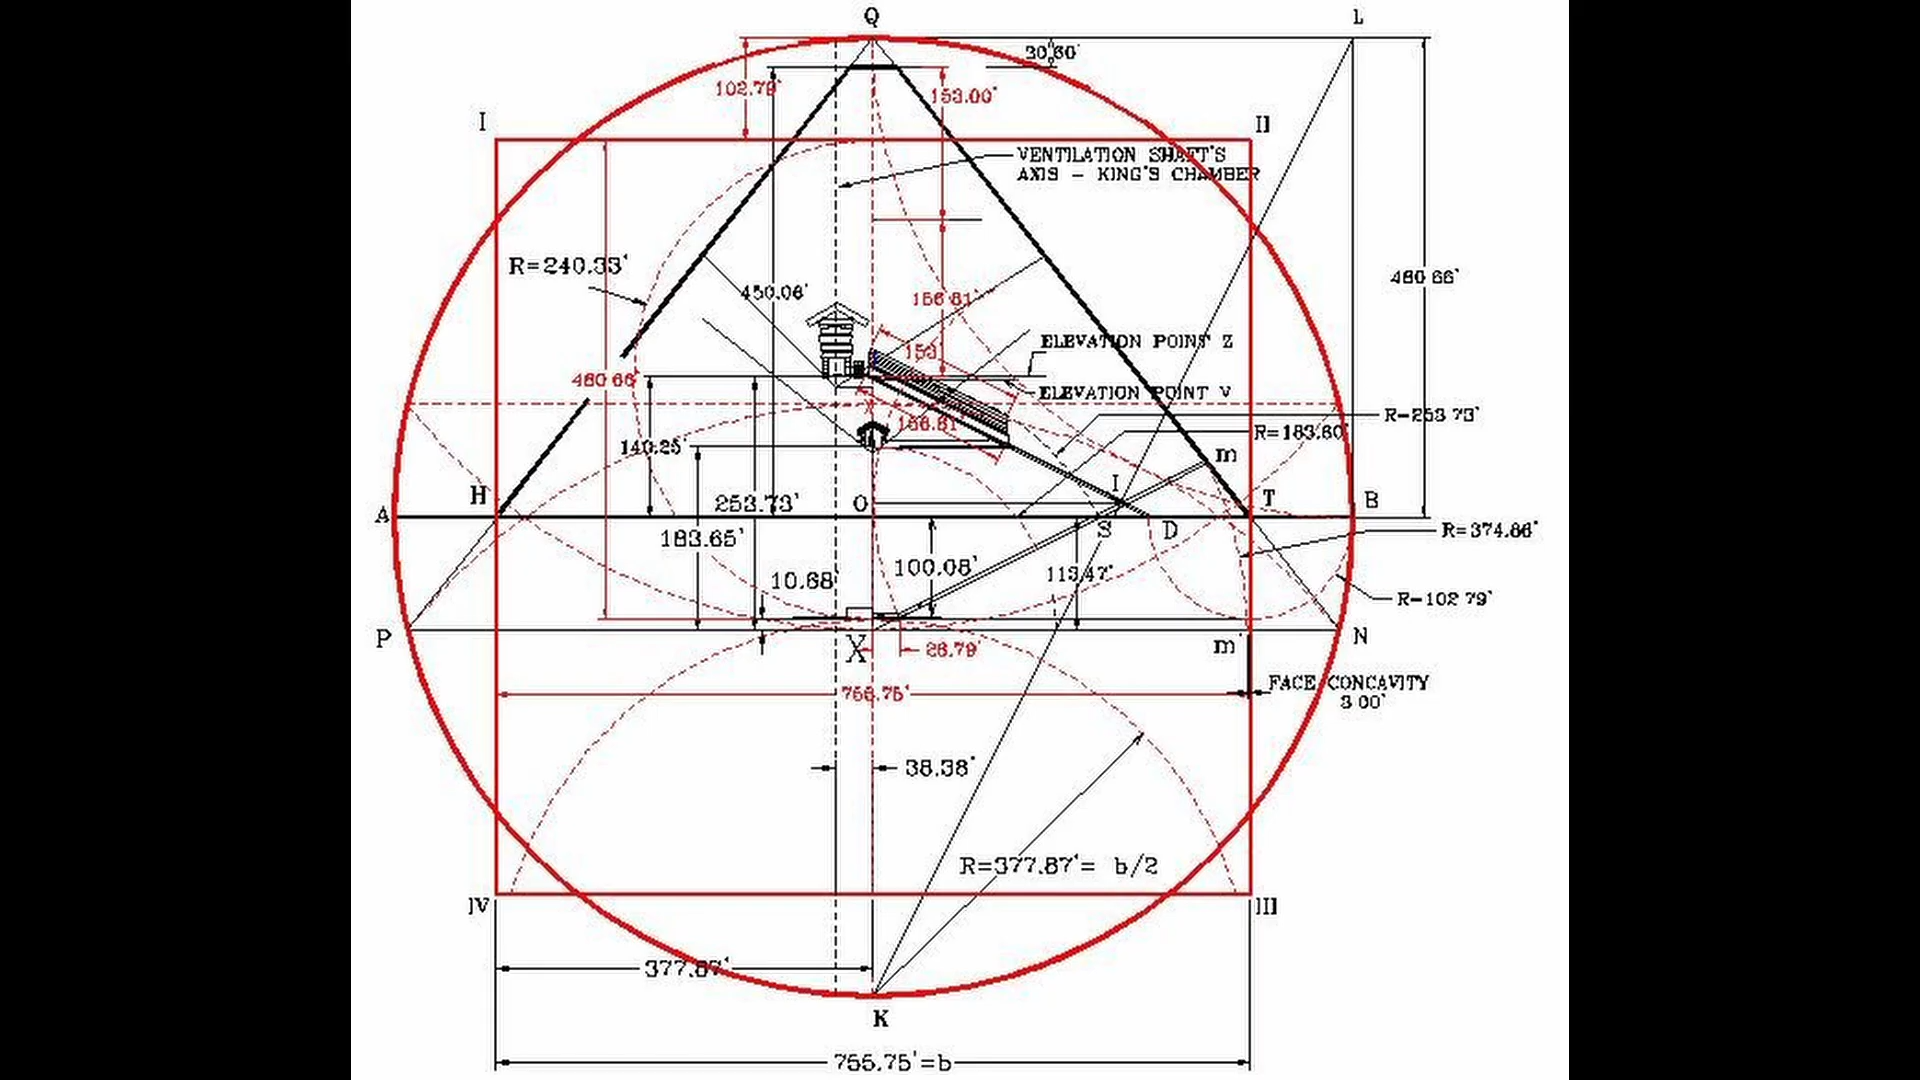 Q
L
20.60'
102.79'
153.00'
I
II
VENTILATION SHAFT'S
AXIS - KING'S CHAMBER
R=240.33'
480.66'
450.06'
156.81'
ELEVATION POINT Z
153'
480.66'
ELEVATION POINT V
R=253.73'
156.81'
R=183.60'
140.25'
m
I
H
253.73'
O
T
B
A
183.65'
S
D
R=374.86'
10.68'
100.08'
113.47'
R=102.79'
P
X
26.79'
m'
N
755.75'
FACE CONCAVITY
3.00'
38.38'
R=377.87'= b/2
IV
III
377.87'
K
755.75'=b